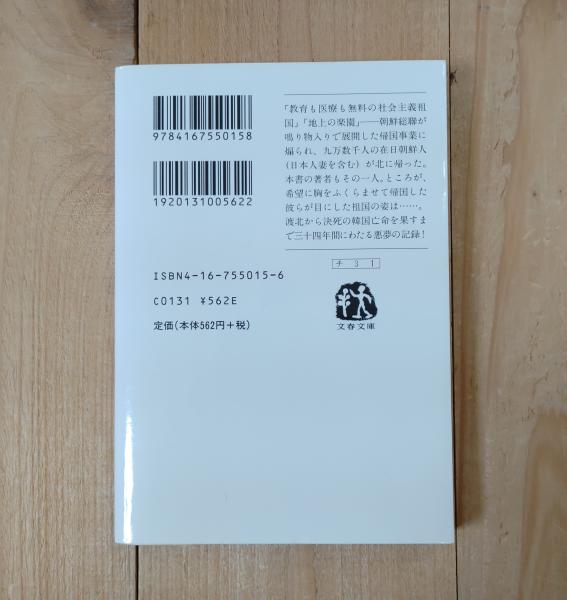 9784167550158
1920131005622
ISBN4-16-755015-6
C0131 ¥562E
定価(本体562円+税)
「教育も医療も無料の社会主義祖
国」「地上の楽園」──朝鮮総聯が
鳴り物入りで展開した帰国事業に
煽られ、九万数千人の在日朝鮮人
(日本人妻を含む)が北に帰った。
本書の著者もその一人。ところが、
希望に胸をふくらませて帰国した
彼らが目にした祖国の姿は……。
渡北から決死の韓国亡命を果すま
で三十四年間にわたる悪夢の記録!
チ31
文春文庫